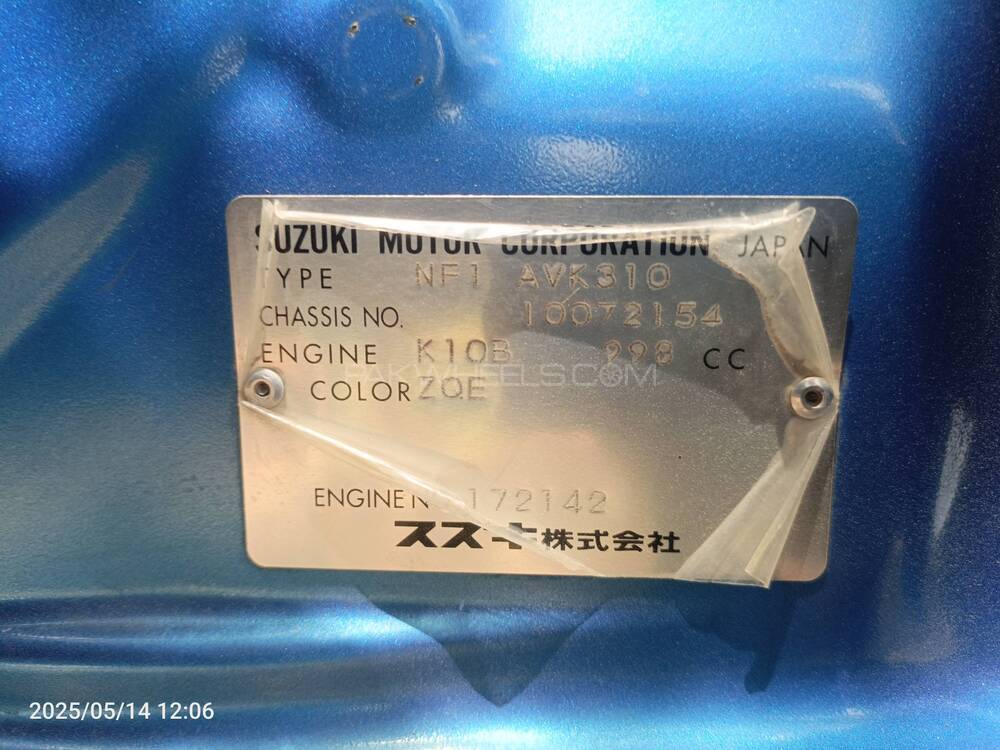 SUZUKI MOTOR CORPORATION JAPAN
TYPE NF1 AVK310
CHASSIS NO. 10072154
ENGINE K10B 998 CC
PAKWHEELS.COM
COLOR ZQE
ENGINE NO 172142
スズキ株式会社
2025/05/14 12:06